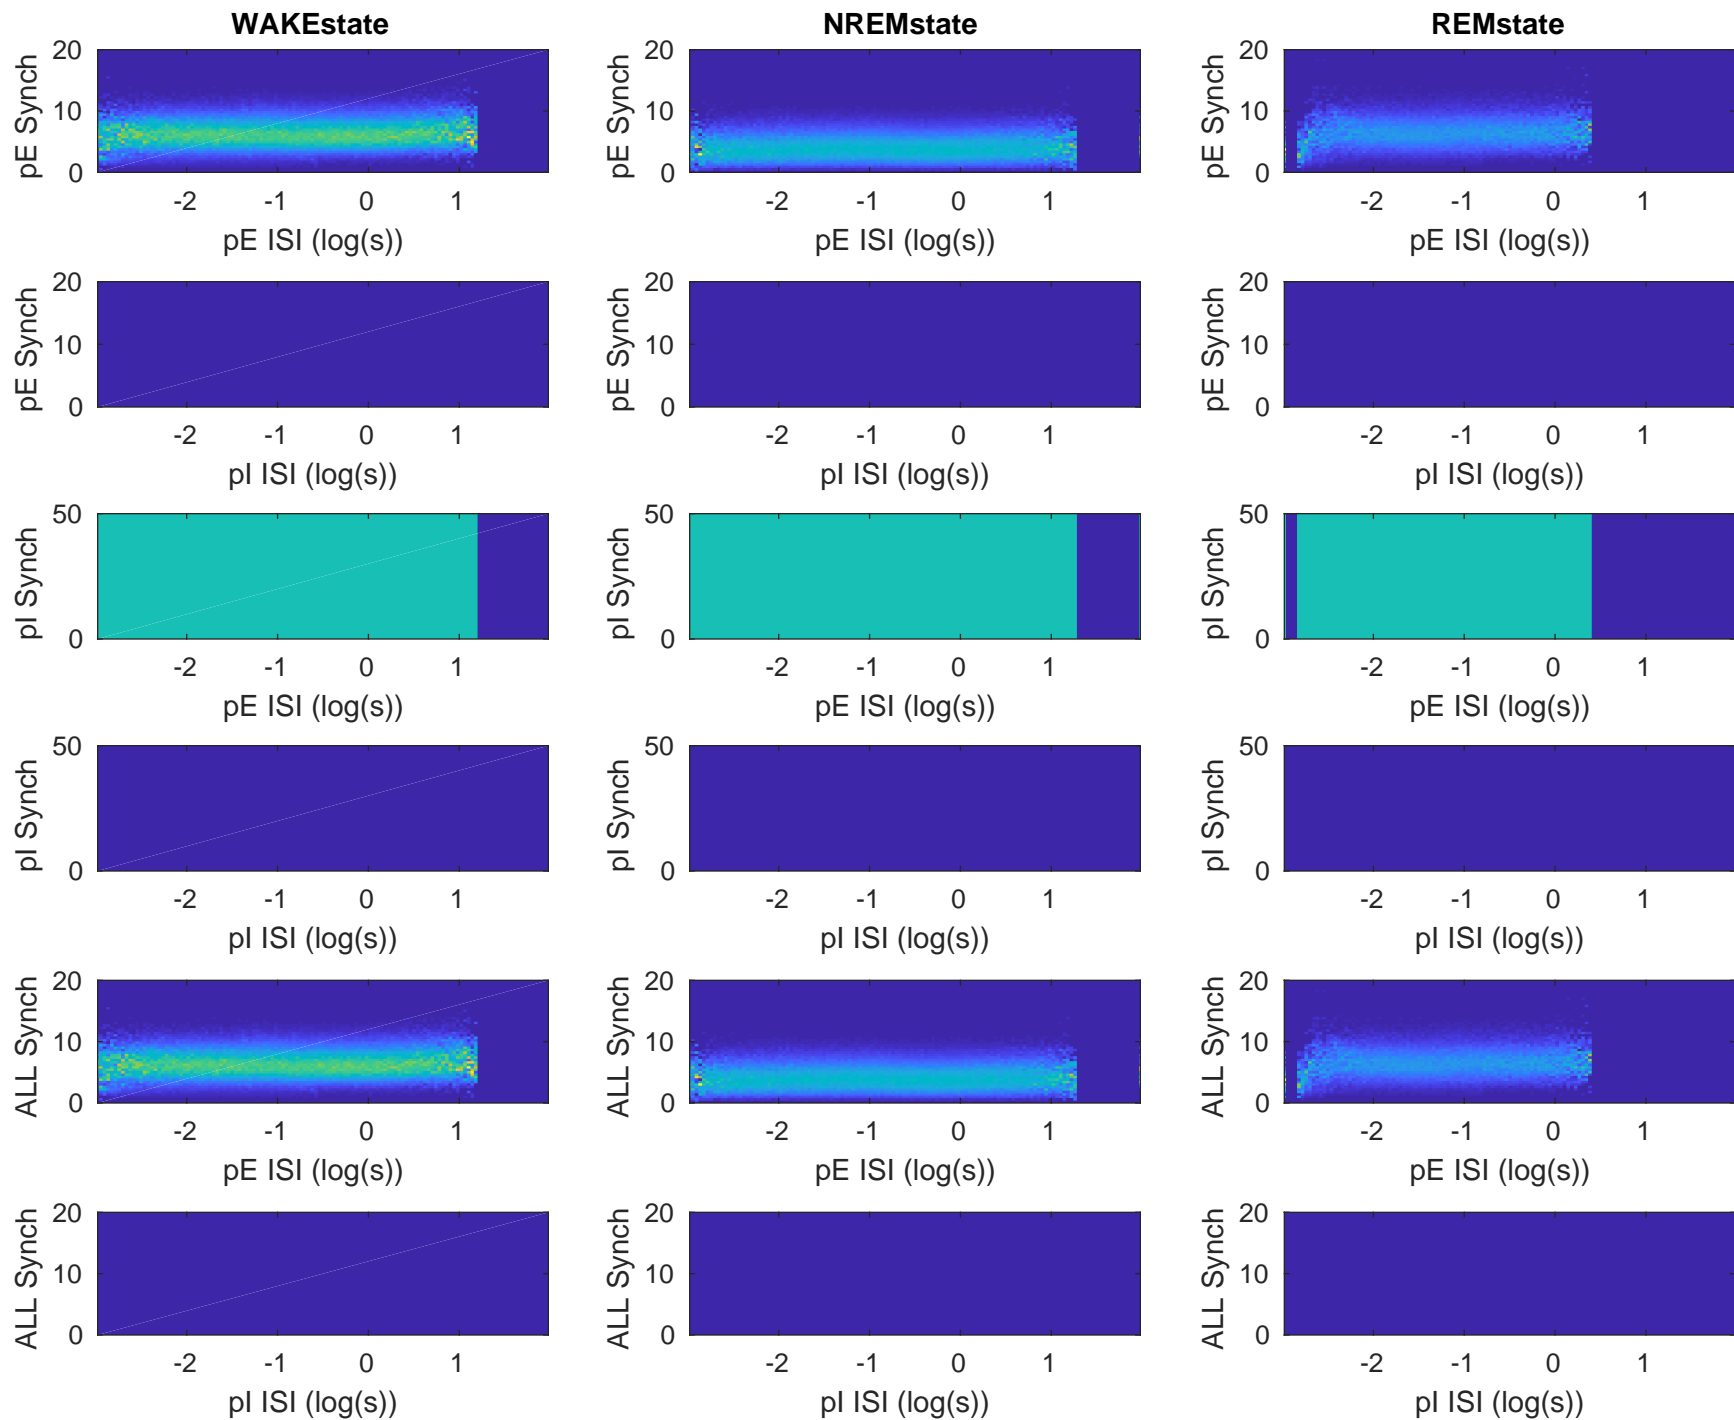 WAKEstate NREMstate REMstate
20 20 20
pE Synch pE Synch pE Synch
10 10 10
0 0 0
-2 -1 0 1 -2 -1 0 1 -2 -1 0 1
pE ISI (log(s)) pE ISI (log(s)) pE ISI (log(s))
20 20 20
pE Synch pE Synch pE Synch
10 10 10
0 0 0
-2 -1 0 1 -2 -1 0 1 -2 -1 0 1
pI ISI (log(s)) pI ISI (log(s)) pI ISI (log(s))
50 50 50
pI Synch pI Synch pI Synch
0 0 0
-2 -1 0 1 -2 -1 0 1 -2 -1 0 1
pE ISI (log(s)) pE ISI (log(s)) pE ISI (log(s))
50 50 50
pI Synch pI Synch pI Synch
0 0 0
-2 -1 0 1 -2 -1 0 1 -2 -1 0 1
pI ISI (log(s)) pI ISI (log(s)) pI ISI (log(s))
20 20 20
ALL Synch ALL Synch ALL Synch
10 10 10
0 0 0
-2 -1 0 1 -2 -1 0 1 -2 -1 0 1
pE ISI (log(s)) pE ISI (log(s)) pE ISI (log(s))
20 20 20
ALL Synch ALL Synch ALL Synch
10 10 10
0 0 0
-2 -1 0 1 -2 -1 0 1 -2 -1 0 1
pI ISI (log(s)) pI ISI (log(s)) pI ISI (log(s))